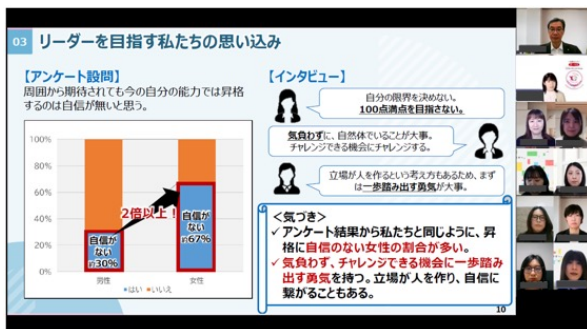 03 リーダーを目指す私たちの思い込み
【アンケート設問】
周囲から期待されても今の自分の能力では昇格
するのは自信が無いと思う。
100%
80%
60%
40%
20%
0%
2倍以上！
自信が
ない
約30%
自信が
ない
約67%
男性
女性
はい いいえ
【インタビュー】
自分の限界を決めない。
100点満点を目指さない。
気負わずに、自然体でいることが大事。
チャレンジできる機会にチャレンジする。
立場が人を作るという考え方もあるため、まず
は一歩踏み出す勇気が大事。
＜気づき＞
✓アンケート結果から私たちと同じように、昇
格に自信のない女性の割合が多い。
✓気負わず、チャレンジできる機会に一歩踏み
出す勇気を持つ。立場が人を作り、自信に
繋がることもある。
10